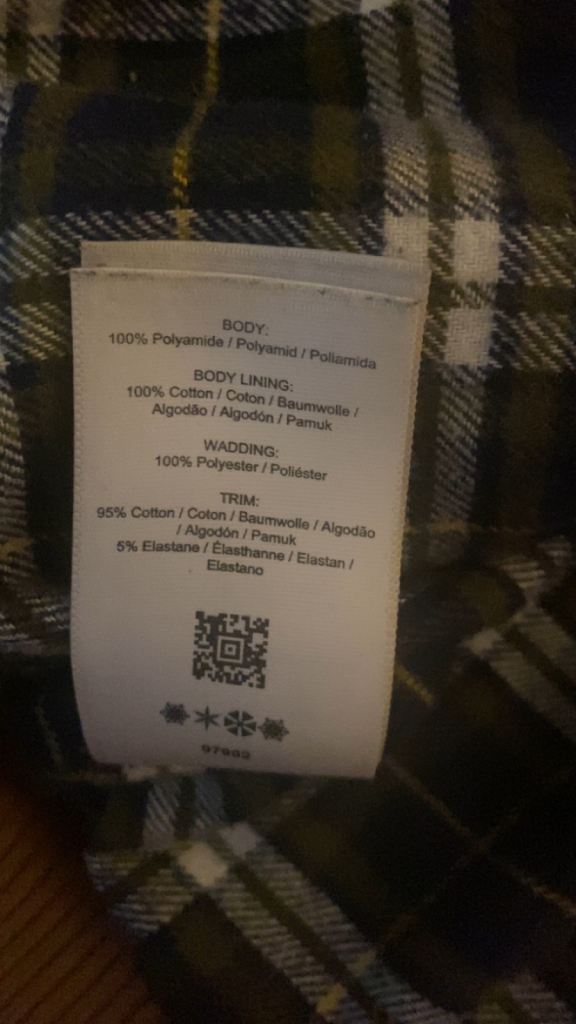 BODY:
100% Polyamide / Polyamid / Poliamida
BODY LINING:
100% Cotton / Coton / Baumwolle /
Algodão / Algodón / Pamuk
WADDING:
100% Polyester / Poliéster
TRIM:
95% Cotton / Coton / Baumwolle / Algodão
/ Algodón / Pamuk
5% Elastane / Élasthanne / Elastan /
Elastano
97982